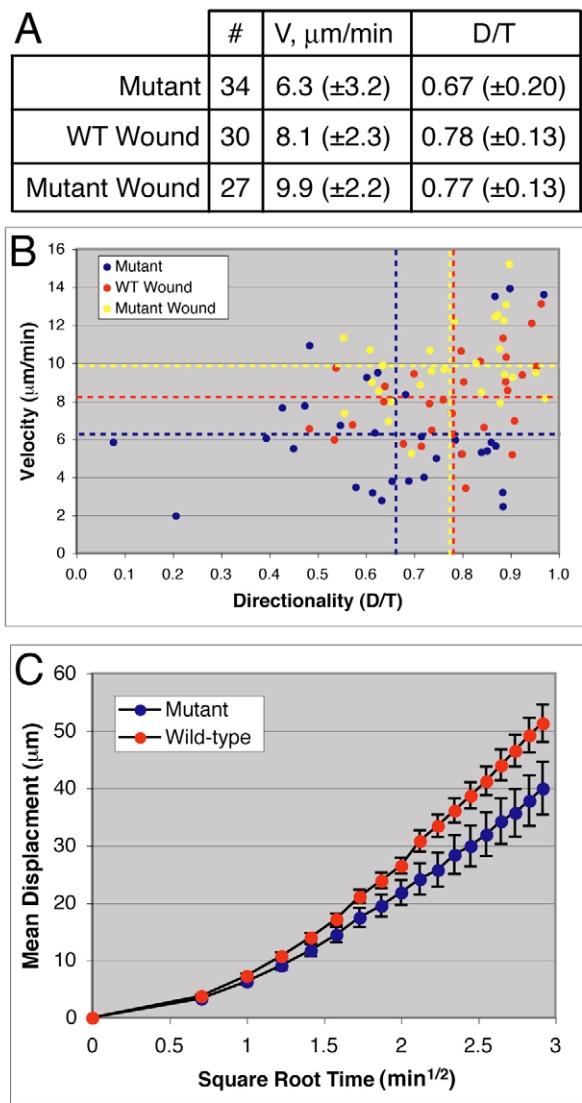 A
# V, μm/min D/T
Mutant 34 6.3 (±3.2) 0.67 (±0.20)
WT Wound 30 8.1 (±2.3) 0.78 (±0.13)
Mutant Wound 27 9.9 (±2.2) 0.77 (±0.13)
B
Mutant
WT Wound
Mutant Wound
Velocity (μm/min)
16
14
12
10
8
6
4
2
0
0.0 0.1 0.2 0.3 0.4 0.5 0.6 0.7 0.8 0.9 1.0
Directionality (D/T)
C
Mutant
Wild-type
Mean Displacment (μm)
60
50
40
30
20
10
0
0 0.5 1 1.5 2 2.5 3
Square Root Time (min1/2)